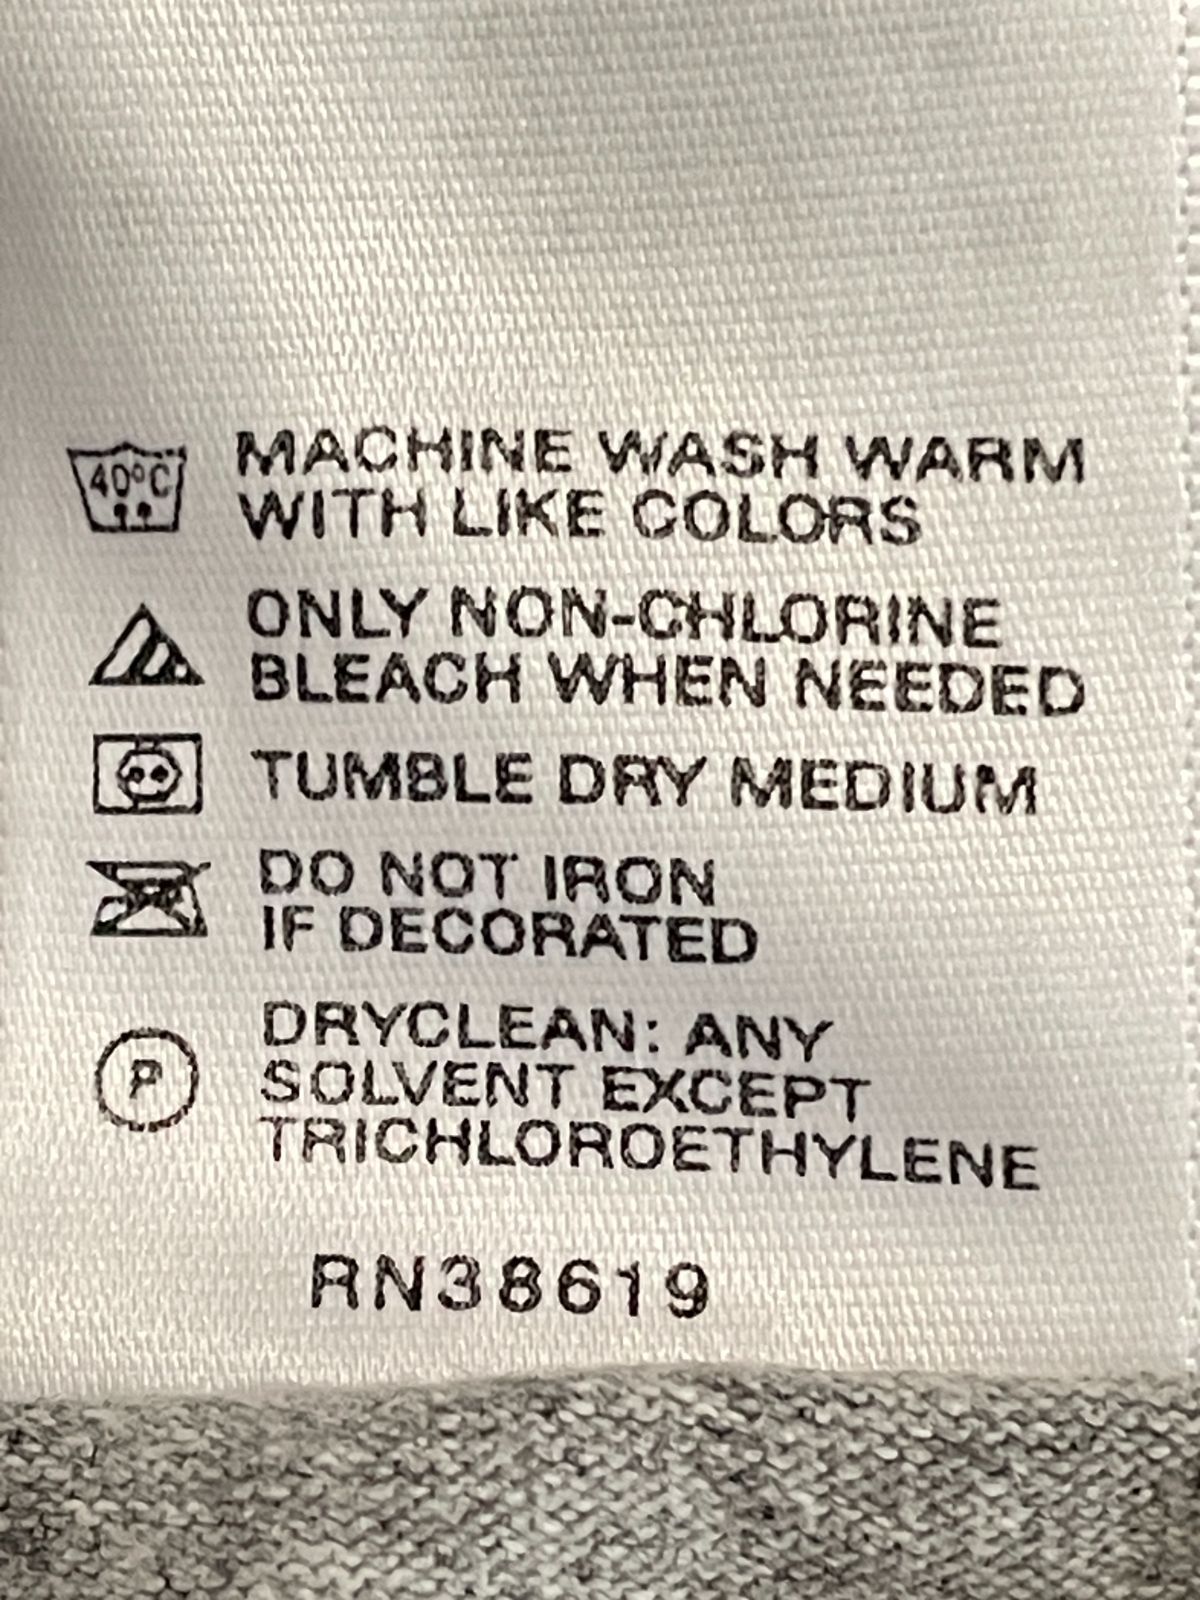 40°C
MACHINE WASH WARM
WITH LIKE COLORS
ONLY NON-CHLORINE
BLEACH WHEN NEEDED
TUMBLE DRY MEDIUM
DO NOT IRON
IF DECORATED
P
DRYCLEAN: ANY
SOLVENT EXCEPT
TRICHLOROETHYLENE
RN38619